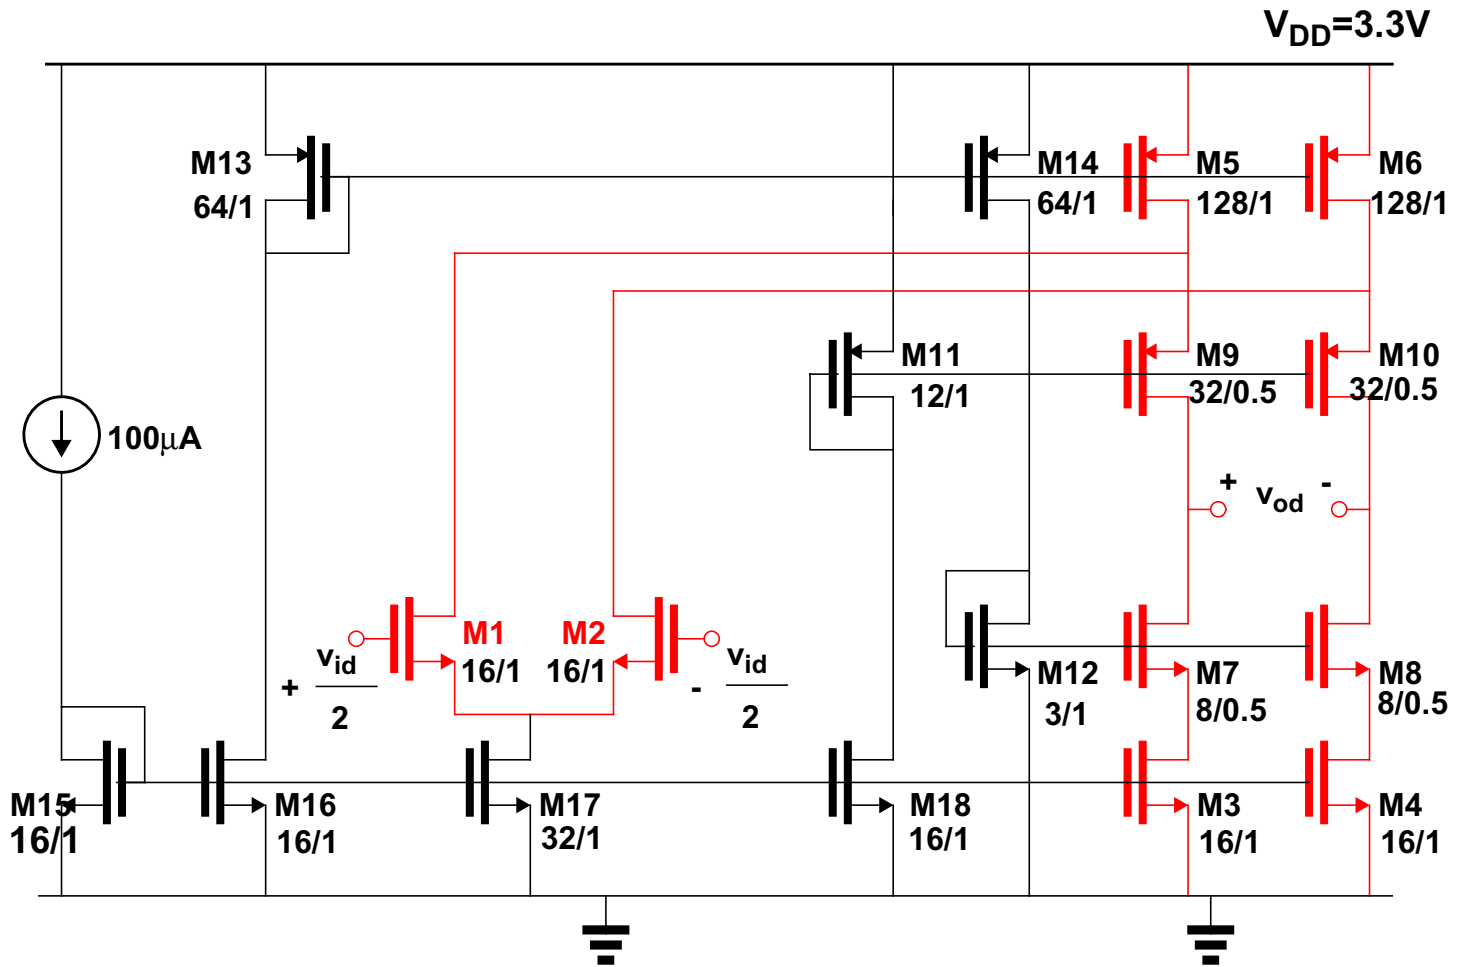 VDD=3.3V
M13
64/1
M14
64/1
M5
128/1
M6
128/1
M11
12/1
M9
32/0.5
M10
32/0.5
100μA
+ vod -
M1
16/1
M2
16/1
+ vid
2
- vid
2
M12
3/1
M7
8/0.5
M8
8/0.5
M15
16/1
M16
16/1
M17
32/1
M18
16/1
M3
16/1
M4
16/1